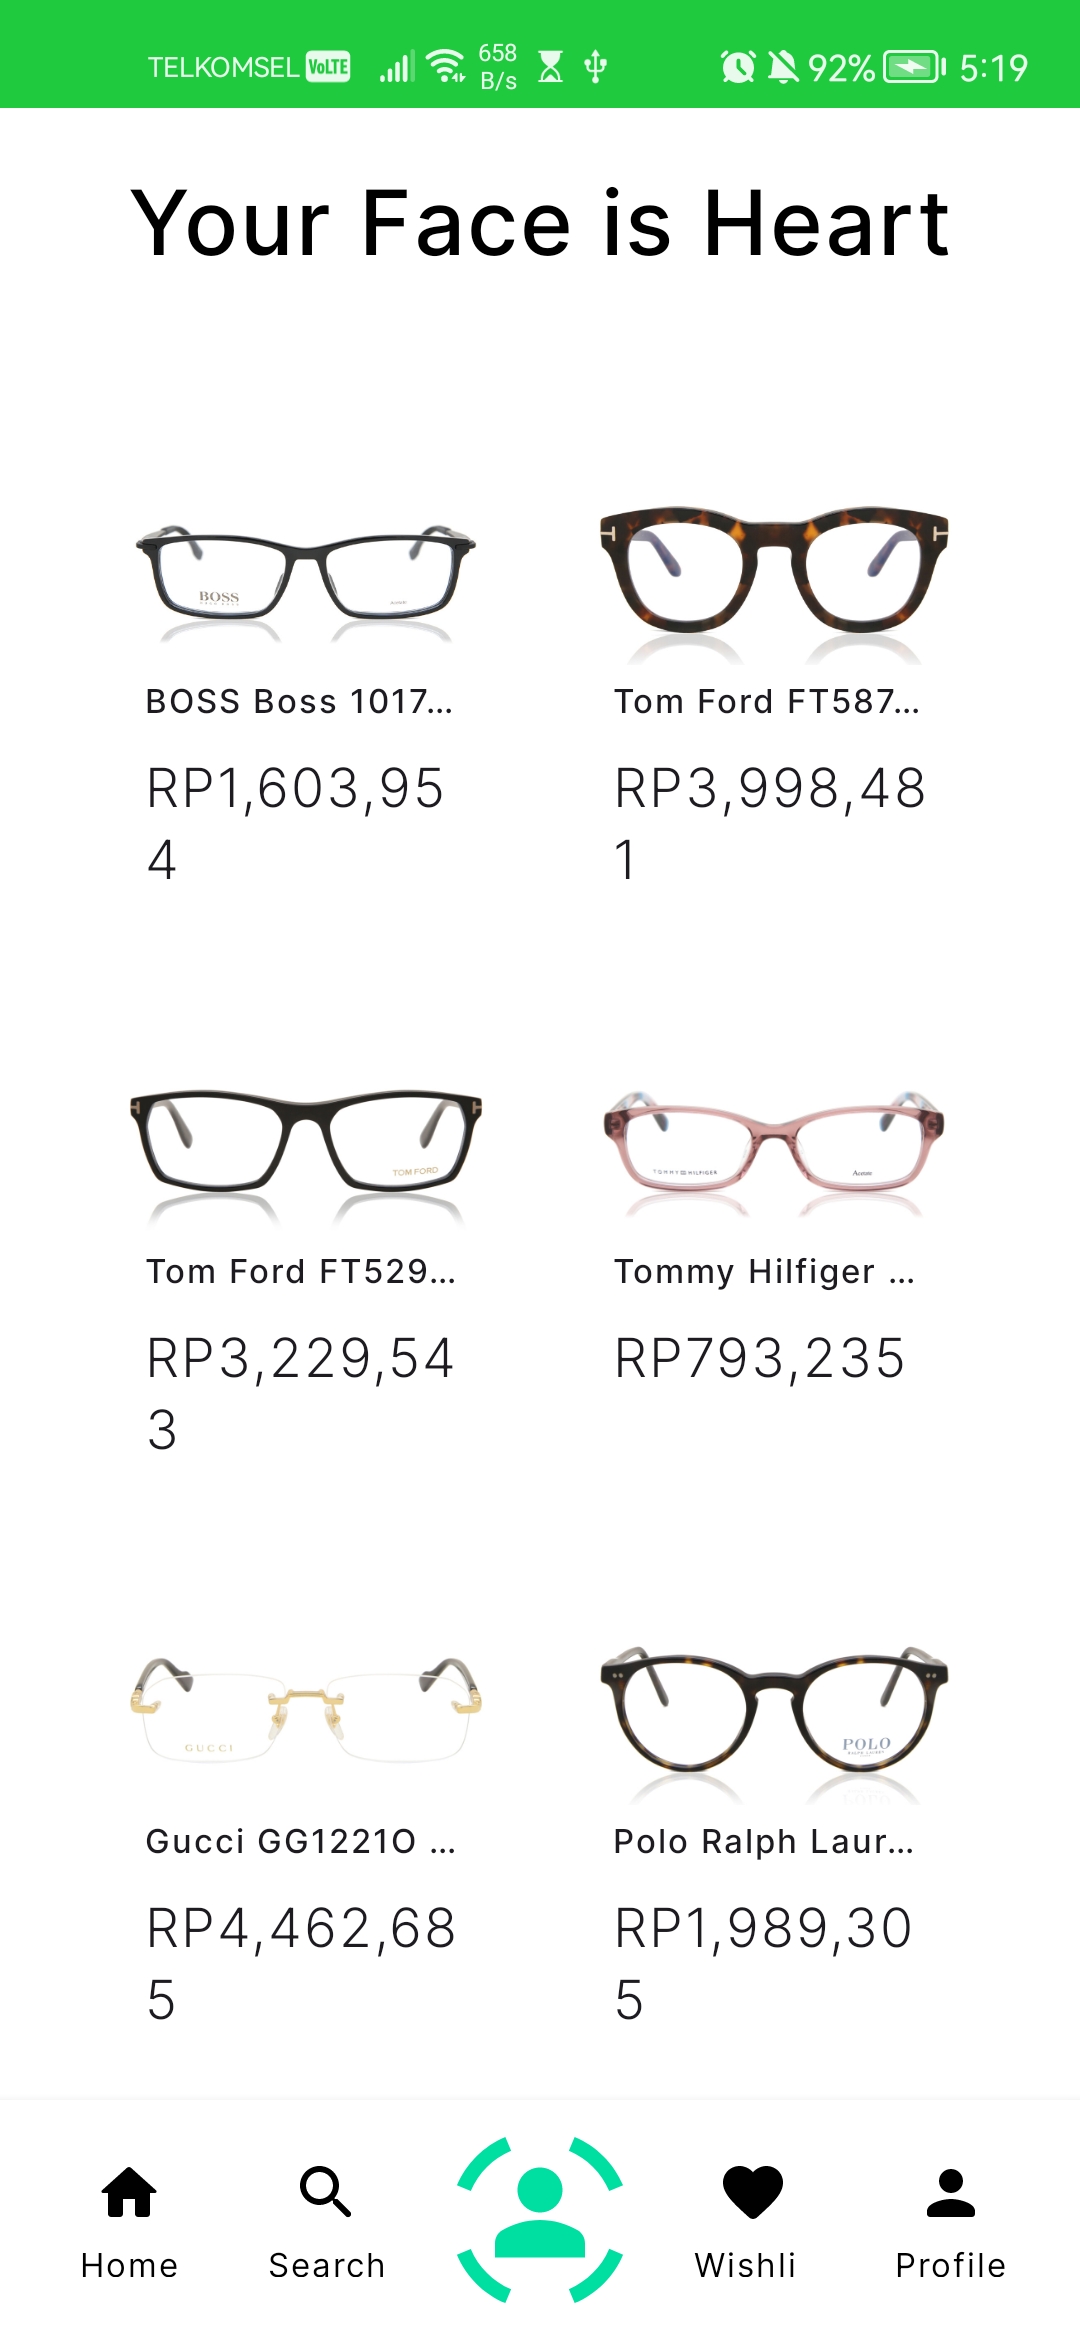 TELKOMSEL VoLTE 658 B/s 92% 5:19
Your Face is Heart
BOSS
BOSS Boss 1017...
RP1,603,95
4
Tom Ford FT587...
RP3,998,48
1
TOM FORD
Tom Ford FT529...
RP3,229,54
3
TOMMY HILFIGER
Tommy Hilfiger ...
RP793,235
GUCCI
Gucci GG1221O ...
RP4,462,68
5
POLO
RALPH LAUREN
Polo Ralph Laur...
RP1,989,30
5
Home
Search
Wishli
Profile